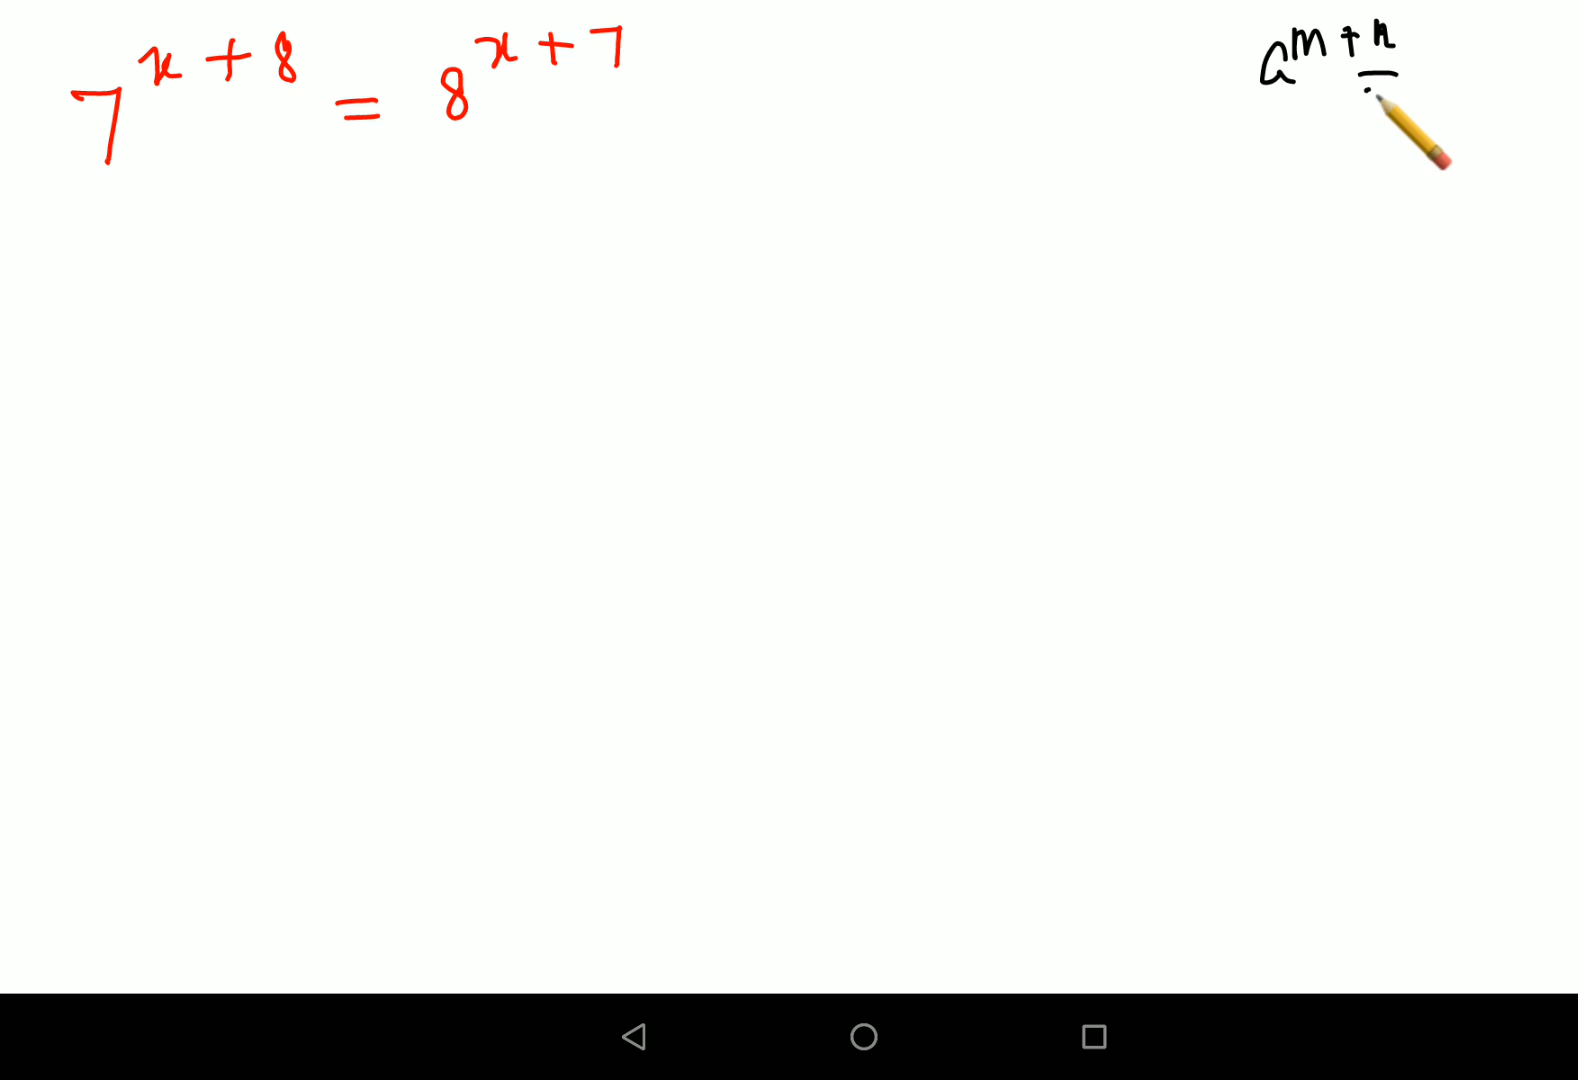 7^{x+8} = 8^{x+7}
a^{m+n} =